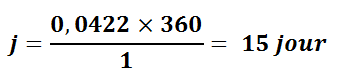 j = 0,0422 × 360 / 1 = 15 jour